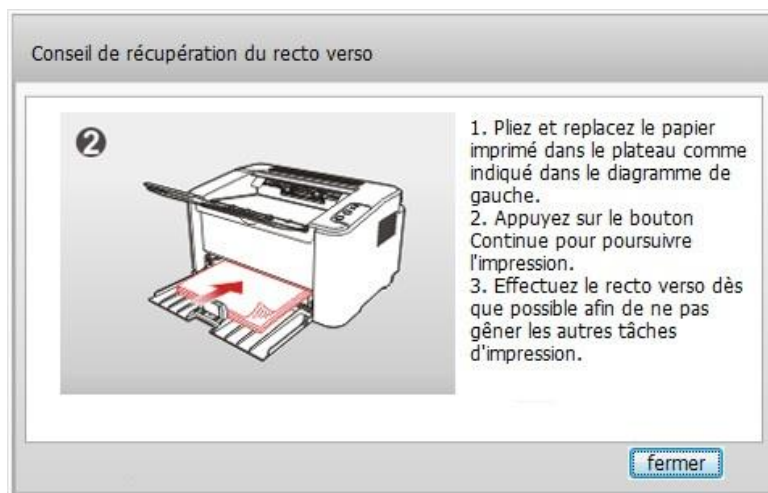 Conseil de récupération du recto verso
2
1. Pliez et replacez le papier
imprimé dans le plateau comme
indiqué dans le diagramme de
gauche.
2. Appuyez sur le bouton
Continue pour poursuivre
l'impression.
3. Effectuez le recto verso dès
que possible afin de ne pas
gêner les autres tâches
d'impression.
fermer